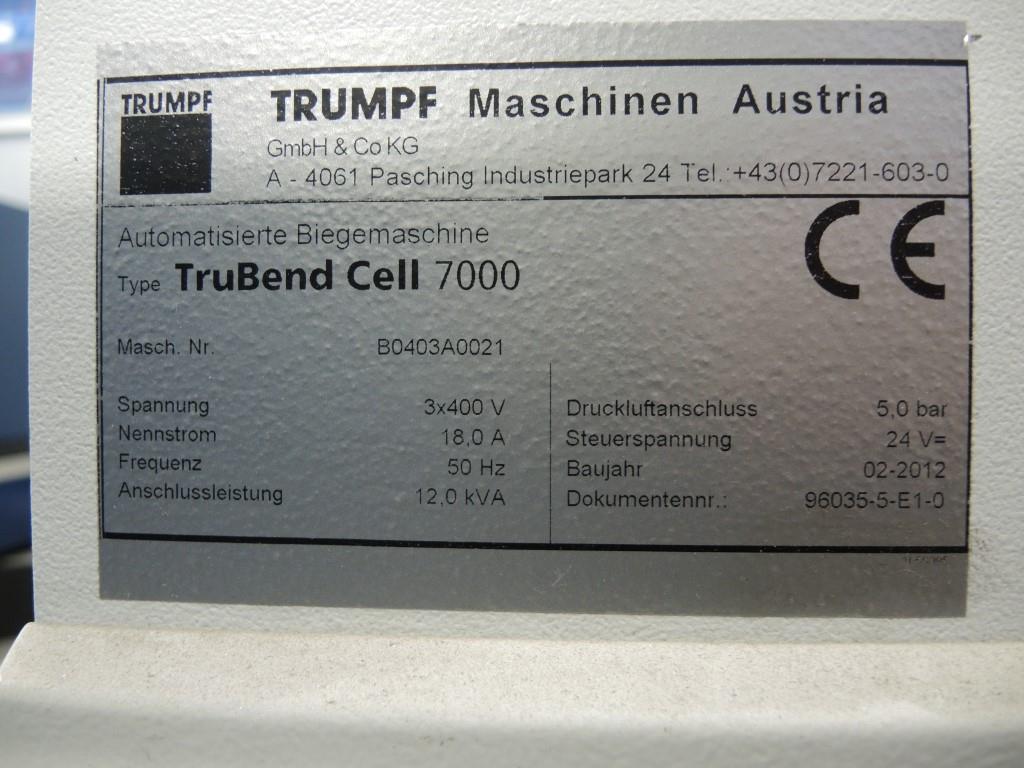 TRUMPF
TRUMPF Maschinen Austria
GmbH & Co KG
A - 4061 Pasching Industriepark 24 Tel.:+43(0)7221-603-0
Automatisierte Biegemaschine
Type TruBend Cell 7000
CE
Masch. Nr. B0403A0021
Spannung 3x400 V
Nennstrom 18,0 A
Frequenz 50 Hz
Anschlussleistung 12,0 kVA
Druckluftanschluss 5,0 bar
Steuerspannung 24 V=
Baujahr 02-2012
Dokumentennr.: 96035-5-E1-0